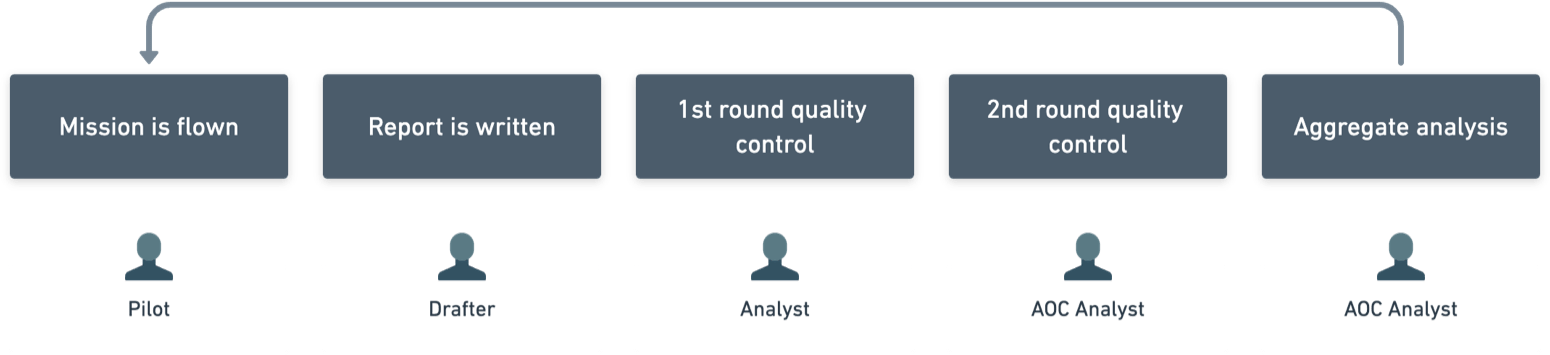 Mission is flown
Report is written
1st round quality
control
2nd round quality
control
Aggregate analysis
Pilot
Drafter
Analyst
AOC Analyst
AOC Analyst